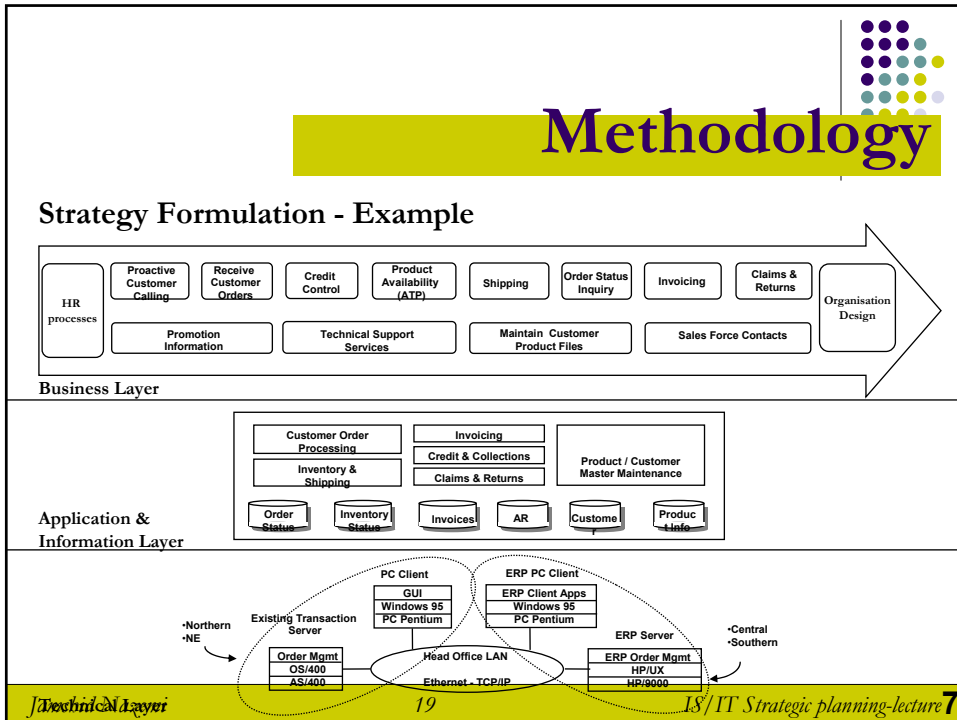 Methodology
Strategy Formulation - Example
HR
processes
Proactive
Customer
Calling
Receive
Customer
Orders
Credit
Control
Product
Availability
(ATP)
Shipping
Order Status
Inquiry
Invoicing
Claims &
Returns
Organisation
Design
Promotion
Information
Technical Support
Services
Maintain Customer
Product Files
Sales Force Contacts
Business Layer
Customer Order
Processing
Inventory &
Shipping
Invoicing
Credit & Collections
Claims & Returns
Product / Customer
Master Maintenance
Order
Status
Inventory
Status
Invoices
AR
Custome
r
Produc
t Info
Application &
Information Layer
PC Client
GUI
Windows 95
PC Pentium
ERP PC Client
ERP Client Apps
Windows 95
PC Pentium
•Northern
•NE
Existing Transaction
Server
Order Mgmt
OS/400
AS/400
Head Office LAN
Ethernet - TCP/IP
ERP Server
ERP Order Mgmt
HP/UX
HP/9000
•Central
•Southern
Technical Layer
19
IS/IT Strategic planning-lecture7